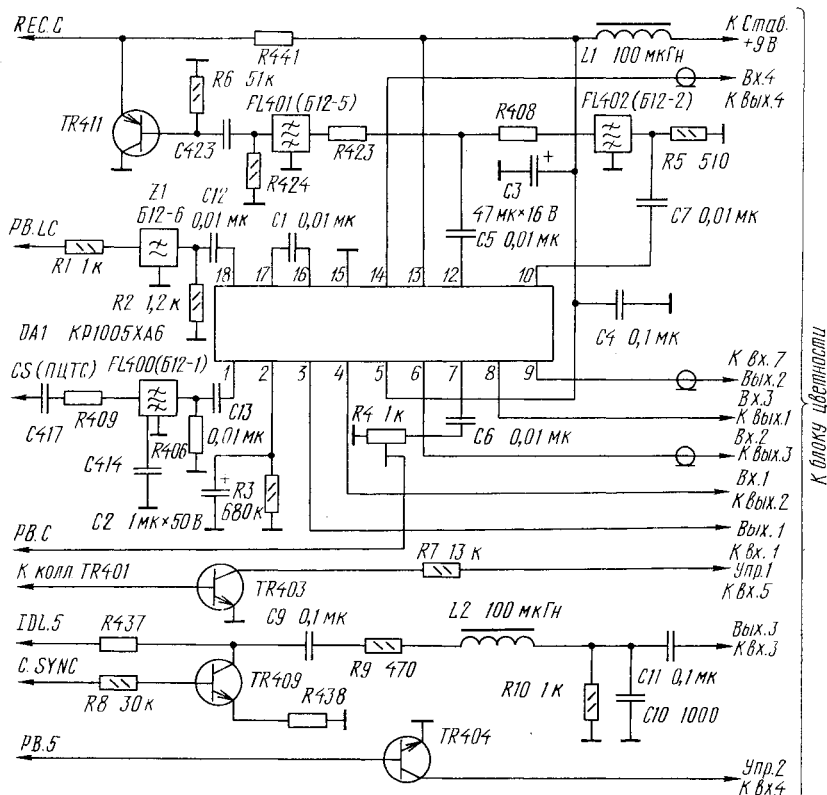 REC.C
R441
L1 100 мкГн
К Стаб.
+9 В
R6 51к
FL401 (Б12-5)
R408
FL402 (Б12-2)
Вх.4
К Вых.4
TR411
C423
R424
R423
C3
+
47 мк×16 В
R5 510
C7 0,01 мк
Z1
Б12-6
C12
0,01 мк
C1 0,01 мк
C5 0,01 мк
PB.LC
R1 1к
R2 1,2к
18 17 16 15 14 13 12 10
C4 0,1 мк
DA1 КР1005ХА6
1 2 3 4 5 6 7 8 9
CS (ПЦТС)
FL400 (Б12-1)
C417
R409
C414
R406
C13
0,01 мк
R4 1к
C6 0,01 мк
К вх.7
Вых.2
Вх.3
К вых.1
Вх.2
К вых.3
Вх.1
К вых.2
Вых.1
К вх.1
C2 1 мк×50 В
+
R3
680к
PB.C
К колл TR401
TR403
R7 13 к
Упр.1
К вх.5
IDL.5
R437
C9 0,1 мк
R9 470
L2 100 мкГн
Вых.3
К вх.3
C.SYNC
R8 30к
TR409
R438
R10 1к
C11 0,1 мк
C10 1000
PB.5
TR404
Упр.2
К вх4
К блоку цветности